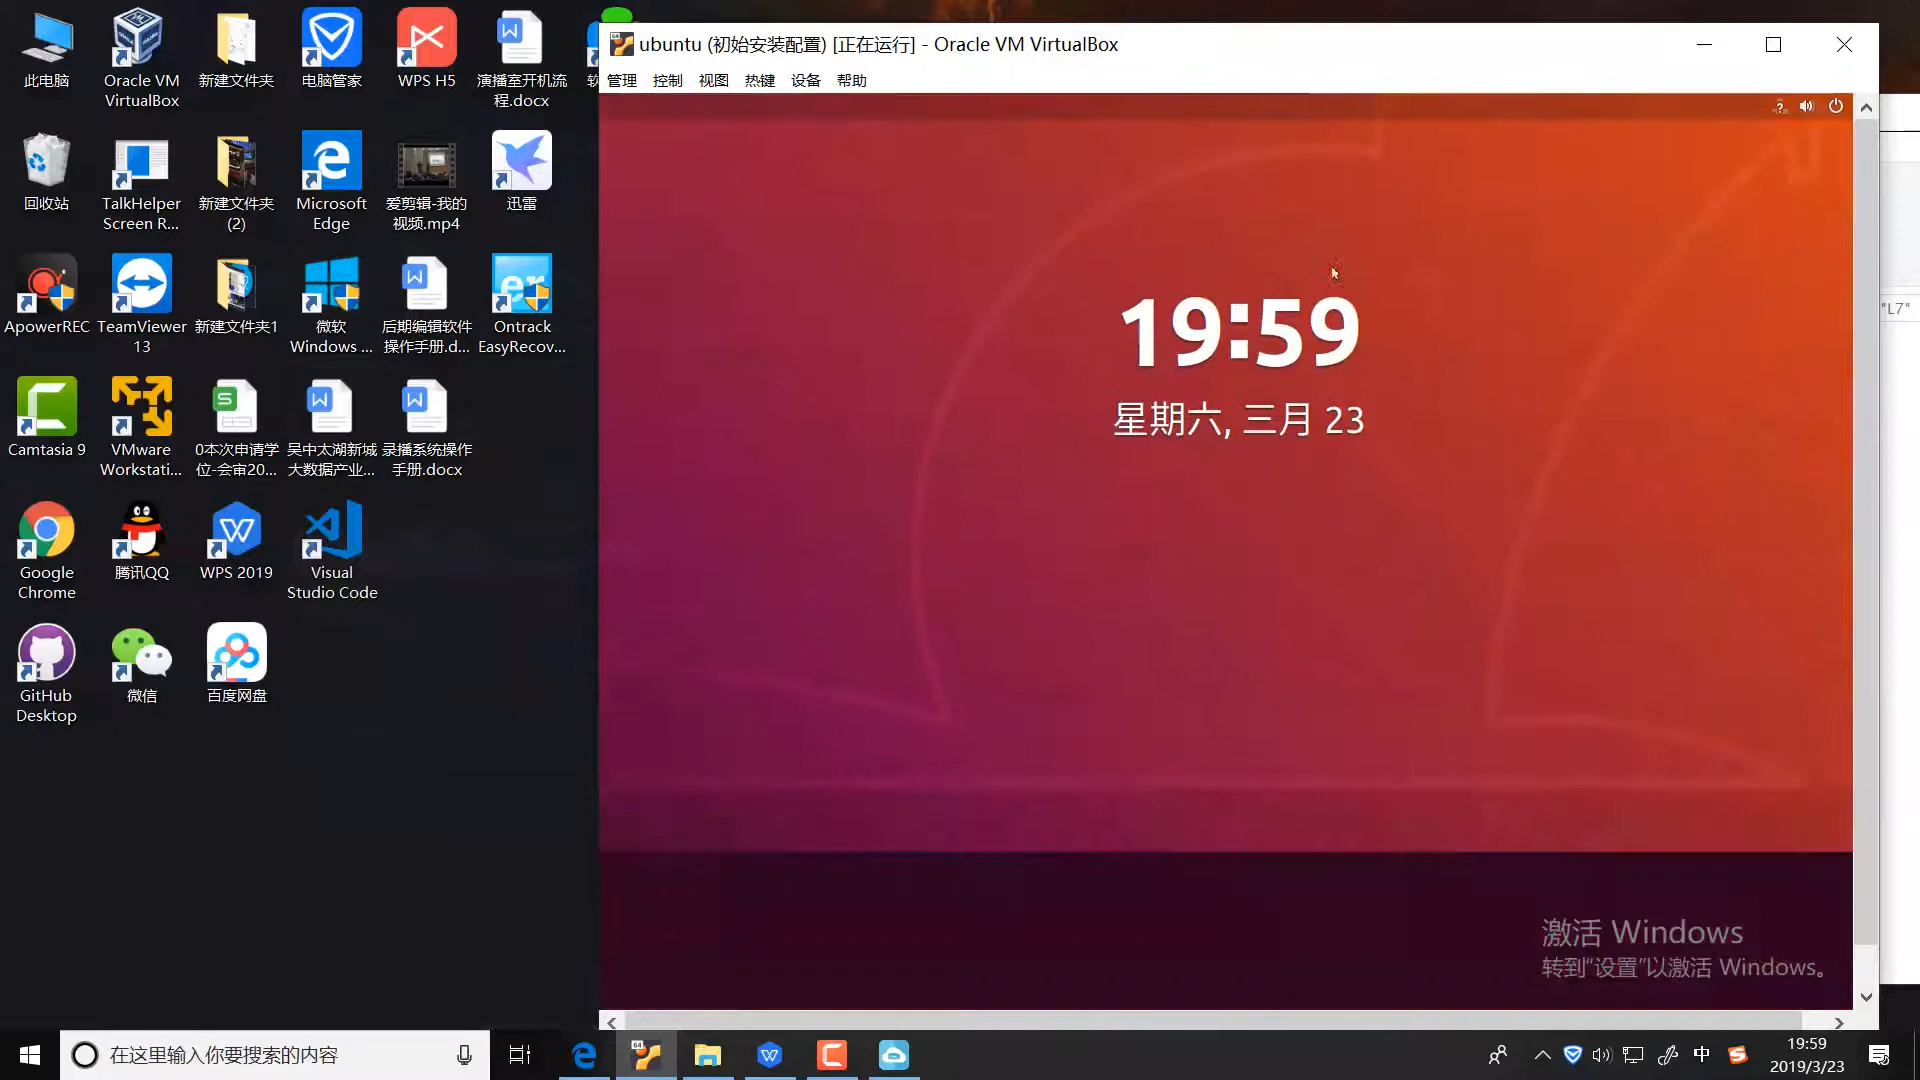 此电脑
Oracle VM
VirtualBox
新建文件夹
电脑管家
WPS H5
演播室开机流
程.docx
软
回收站
TalkHelper
Screen R...
新建文件夹
(2)
Microsoft
Edge
爱剪辑-我的
视频.mp4
迅雷
ApowerREC
TeamViewer
13
新建文件夹1
微软
Windows ...
后期编辑软件
操作手册.d...
Ontrack
EasyRecov...
Camtasia 9
VMware
Workstati...
0本次申请学
位-会审20...
吴中太湖新城
大数据产业...
录播系统操作
手册.docx
Google
Chrome
腾讯QQ
WPS 2019
Visual
Studio Code
GitHub
Desktop
微信
百度网盘
ubuntu (初始安装配置) [正在运行] - Oracle VM VirtualBox
管理 控制 视图 热键 设备 帮助
19:59
星期六, 三月 23
"L7"
激活 Windows
转到“设置”以激活 Windows。
在这里输入你要搜索的内容
中
19:59
2019/3/23